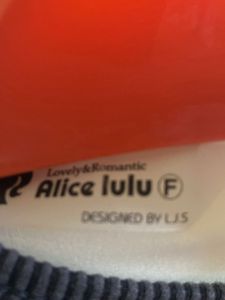 Lovely&Romantic
Alice lulu Ⓕ
DESIGNED BY L.J.S